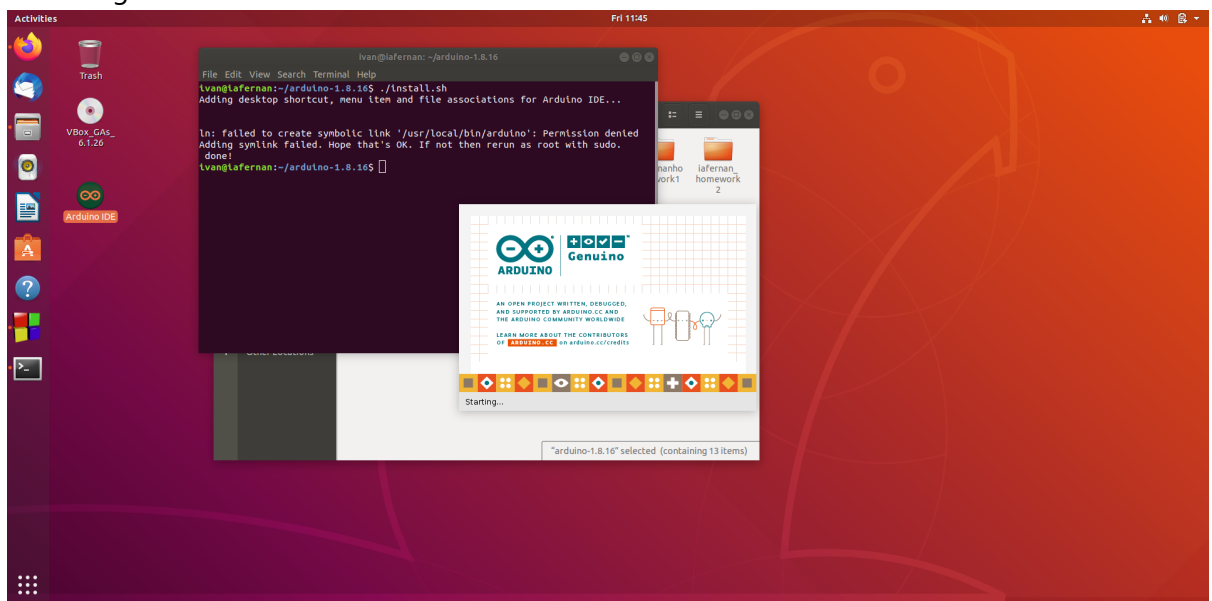 Activities
Fri 11:45
Trash
VBox_GAs_
6.1.26
Arduino IDE
ivan@iafernan: ~/arduino-1.8.16
File Edit View Search Terminal Help
ivan@iafernan:~/arduino-1.8.16$ ./install.sh
Adding desktop shortcut, menu item and file associations for Arduino IDE...
ln: failed to create symbolic link '/usr/local/bin/arduino': Permission denied
Adding symlink failed. Hope that's OK. If not then rerun as root with sudo.
done!
ivan@iafernan:~/arduino-1.8.16$
iafernan_
homework
2
ARDUINO
Genuino
AN OPEN PROJECT WRITTEN, DEBUGGED,
AND SUPPORTED BY ARDUINO.CC AND
THE ARDUINO COMMUNITY WORLDWIDE
LEARN MORE ABOUT THE CONTRIBUTORS
OF ARDUINO.CC on arduino.cc/credits
Starting...
"arduino-1.8.16" selected (containing 13 items)